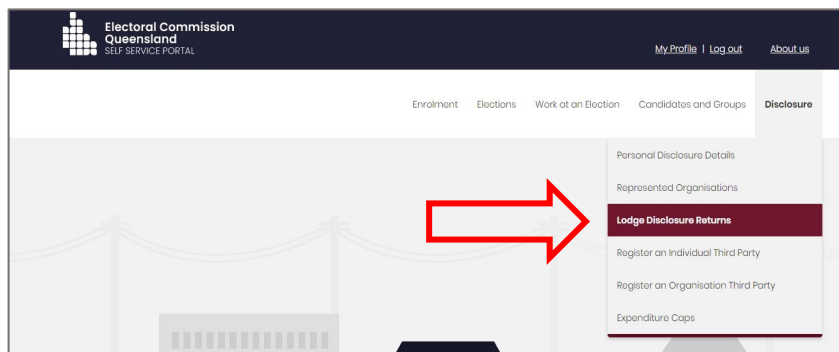 Electoral Commission
Queensland
SELF SERVICE PORTAL
My Profile | Log out About us
Enrolment Elections Work at an Election Candidates and Groups Disclosure
Personal Disclosure Details
Represented Organisations
Lodge Disclosure Returns
Register an Individual Third Party
Register an Organisation Third Party
Expenditure Caps